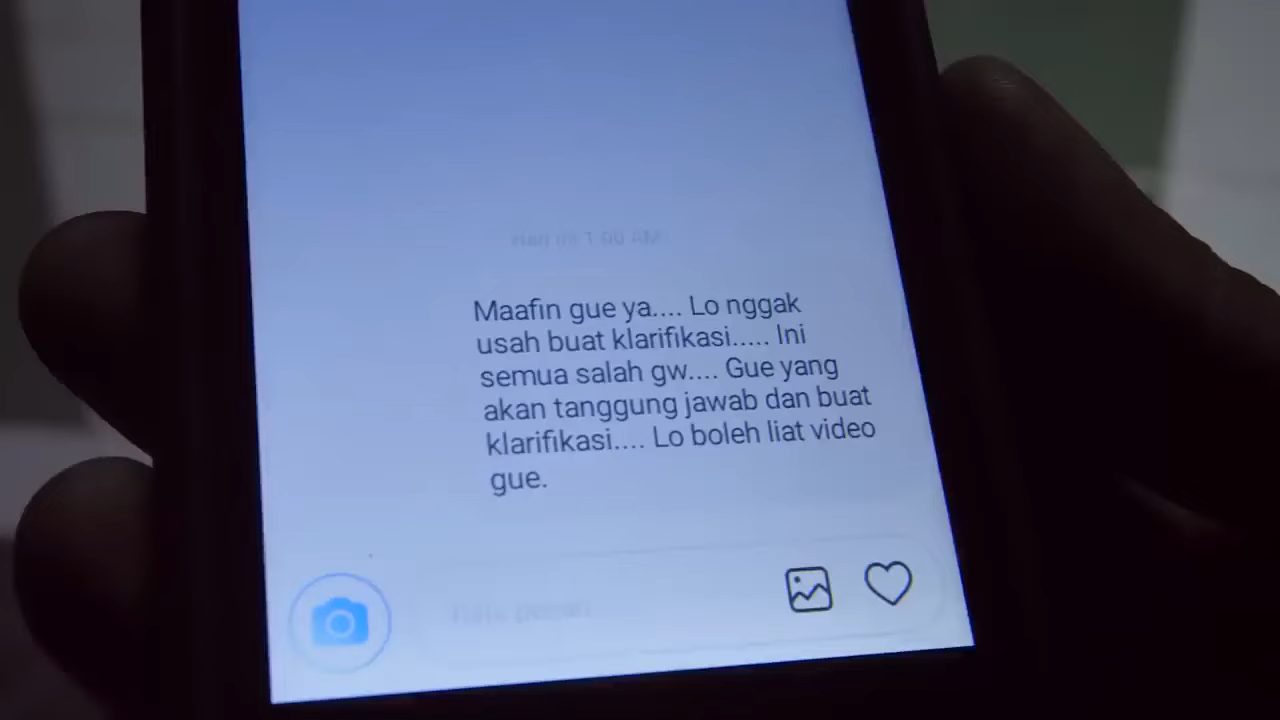 Maafin gue ya.... Lo nggak
usah buat klarifikasi..... Ini
semua salah gw.... Gue yang
akan tanggung jawab dan buat
klarifikasi.... Lo boleh liat video
gue.